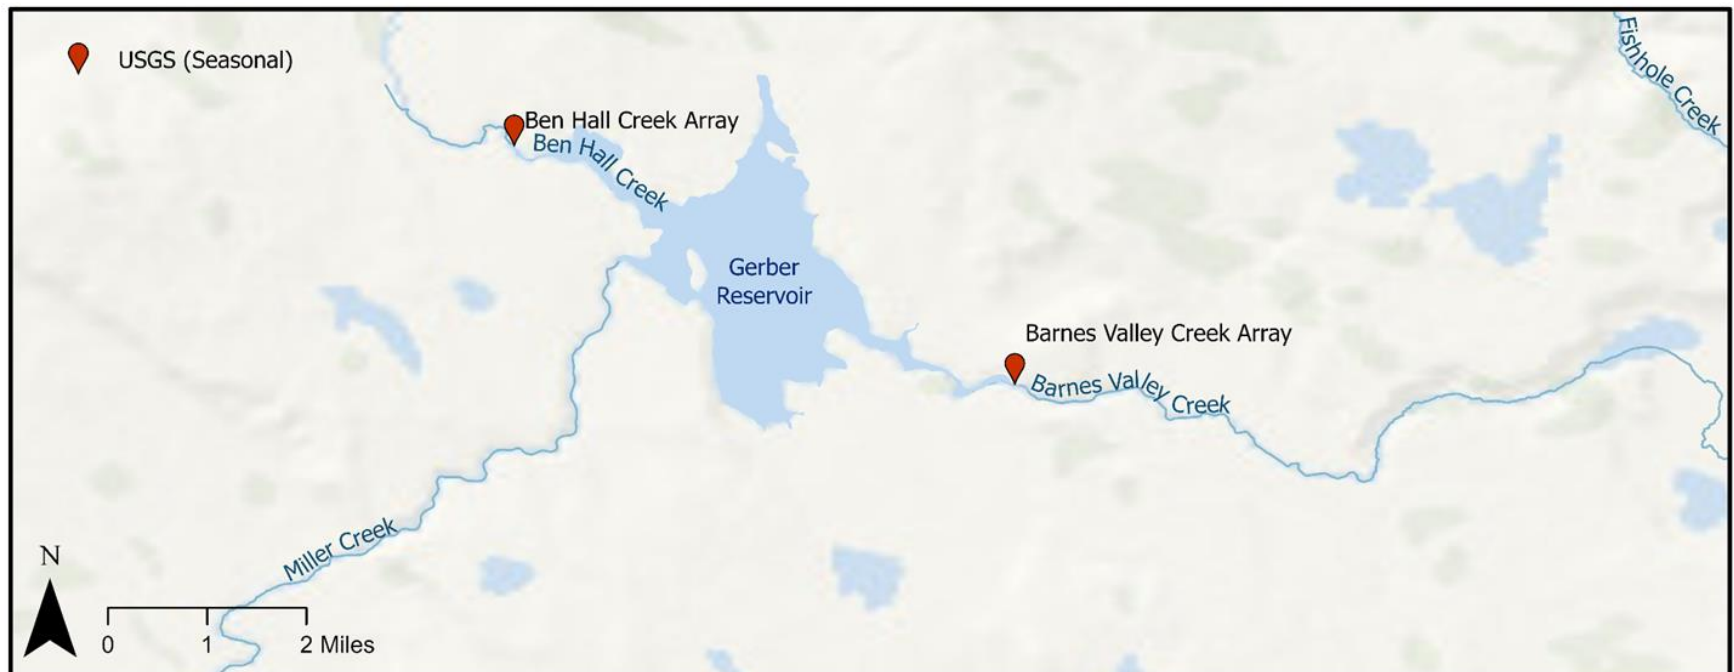 USGS (Seasonal)
Fishhole Creek
Ben Hall Creek Array
Ben Hall Creek
Gerber
Reservoir
Barnes Valley Creek Array
Barnes Valley Creek
Miller Creek
N
0 1 2 Miles